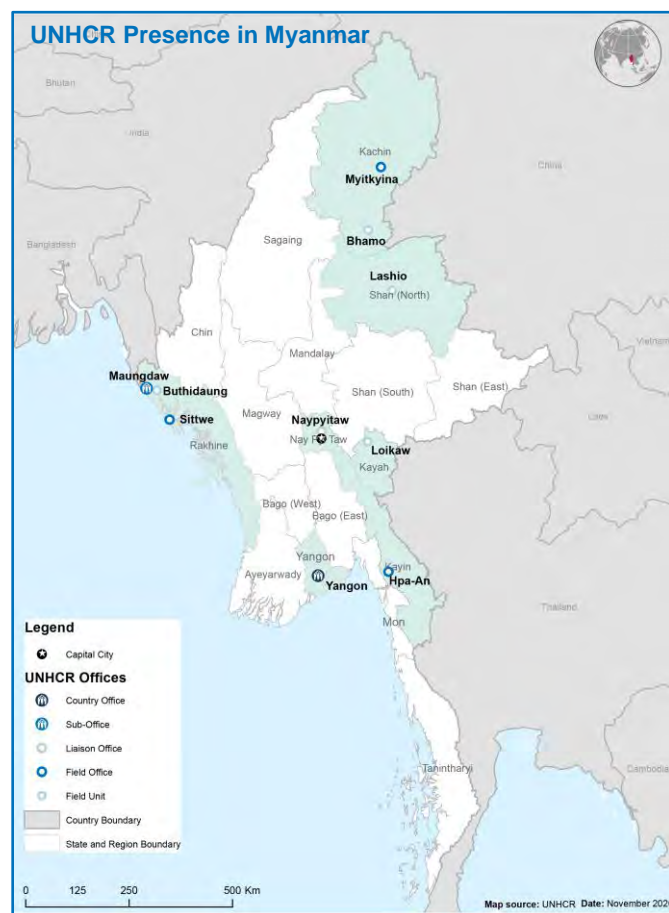 UNHCR Presence in Myanmar
Bhutan
India
China
Kachin
Myitkyina
Bangladesh
Sagaing
Bhamo
Lashio
Shan (North)
Chin
Mandalay
Vietnam
Maungdaw
Buthidaung
Shan (South)
Shan (East)
Sittwe
Magway
Naypyitaw
Laos
Rakhine
Loikaw
Kayah
Bago (West)
Bago (East)
Yangon
Kayin
Ayeyarwady
Yangon
Hpa-An
Thailand
Mon
Legend
Capital City
UNHCR Offices
Country Office
Sub-Office
Liaison Office
Field Office
Field Unit
Country Boundary
State and Region Boundary
Tanintharyi
Cambodia
0 125 250 500 Km
Map source: UNHCR Date: November 202